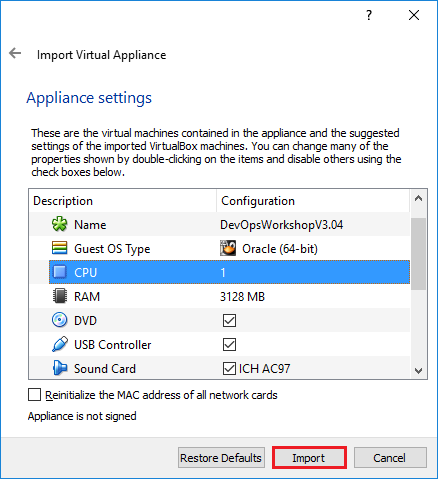 ?
Import Virtual Appliance
Appliance settings
These are the virtual machines contained in the appliance and the suggested
settings of the imported VirtualBox machines. You can change many of the
properties shown by double-clicking on the items and disable others using the
check boxes below.
Description Configuration
Name DevOpsWorkshopV3.04
Guest OS Type Oracle (64-bit)
CPU 1
RAM 3128 MB
DVD
USB Controller
Sound Card ICH AC97
Reinitialize the MAC address of all network cards
Appliance is not signed
Restore Defaults Import Cancel